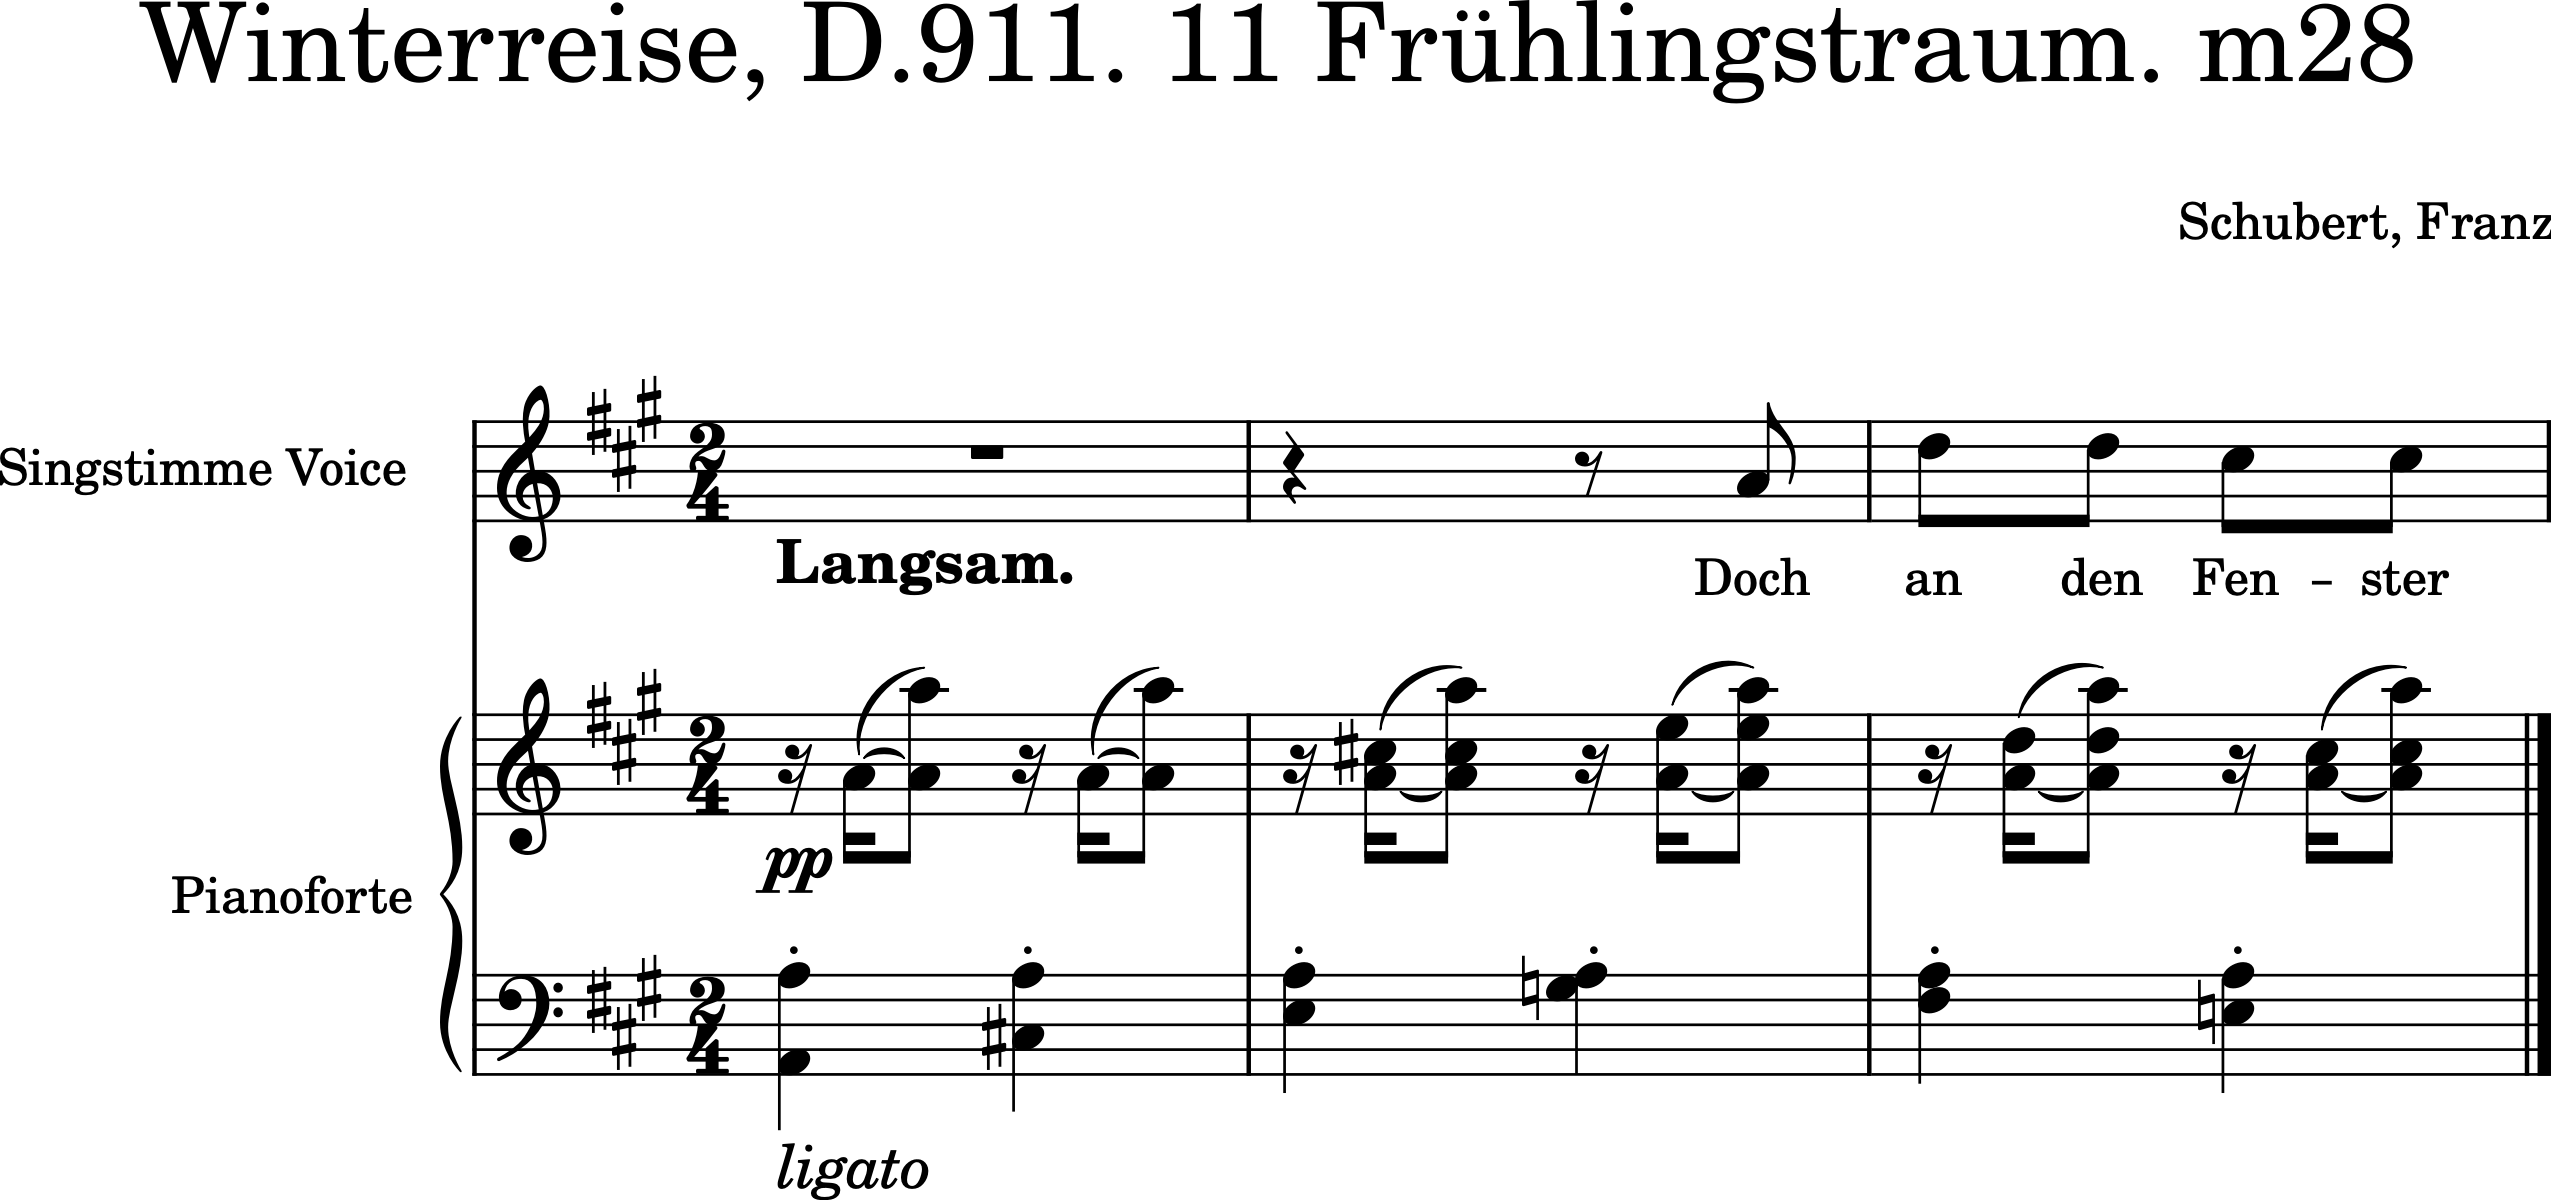 Winterreise, D.911. 11 Frühlingstraum. m28
Schubert, Franz
Singstimme Voice
Langsam.
Doch an den Fen – ster
pp
Pianoforte
ligato